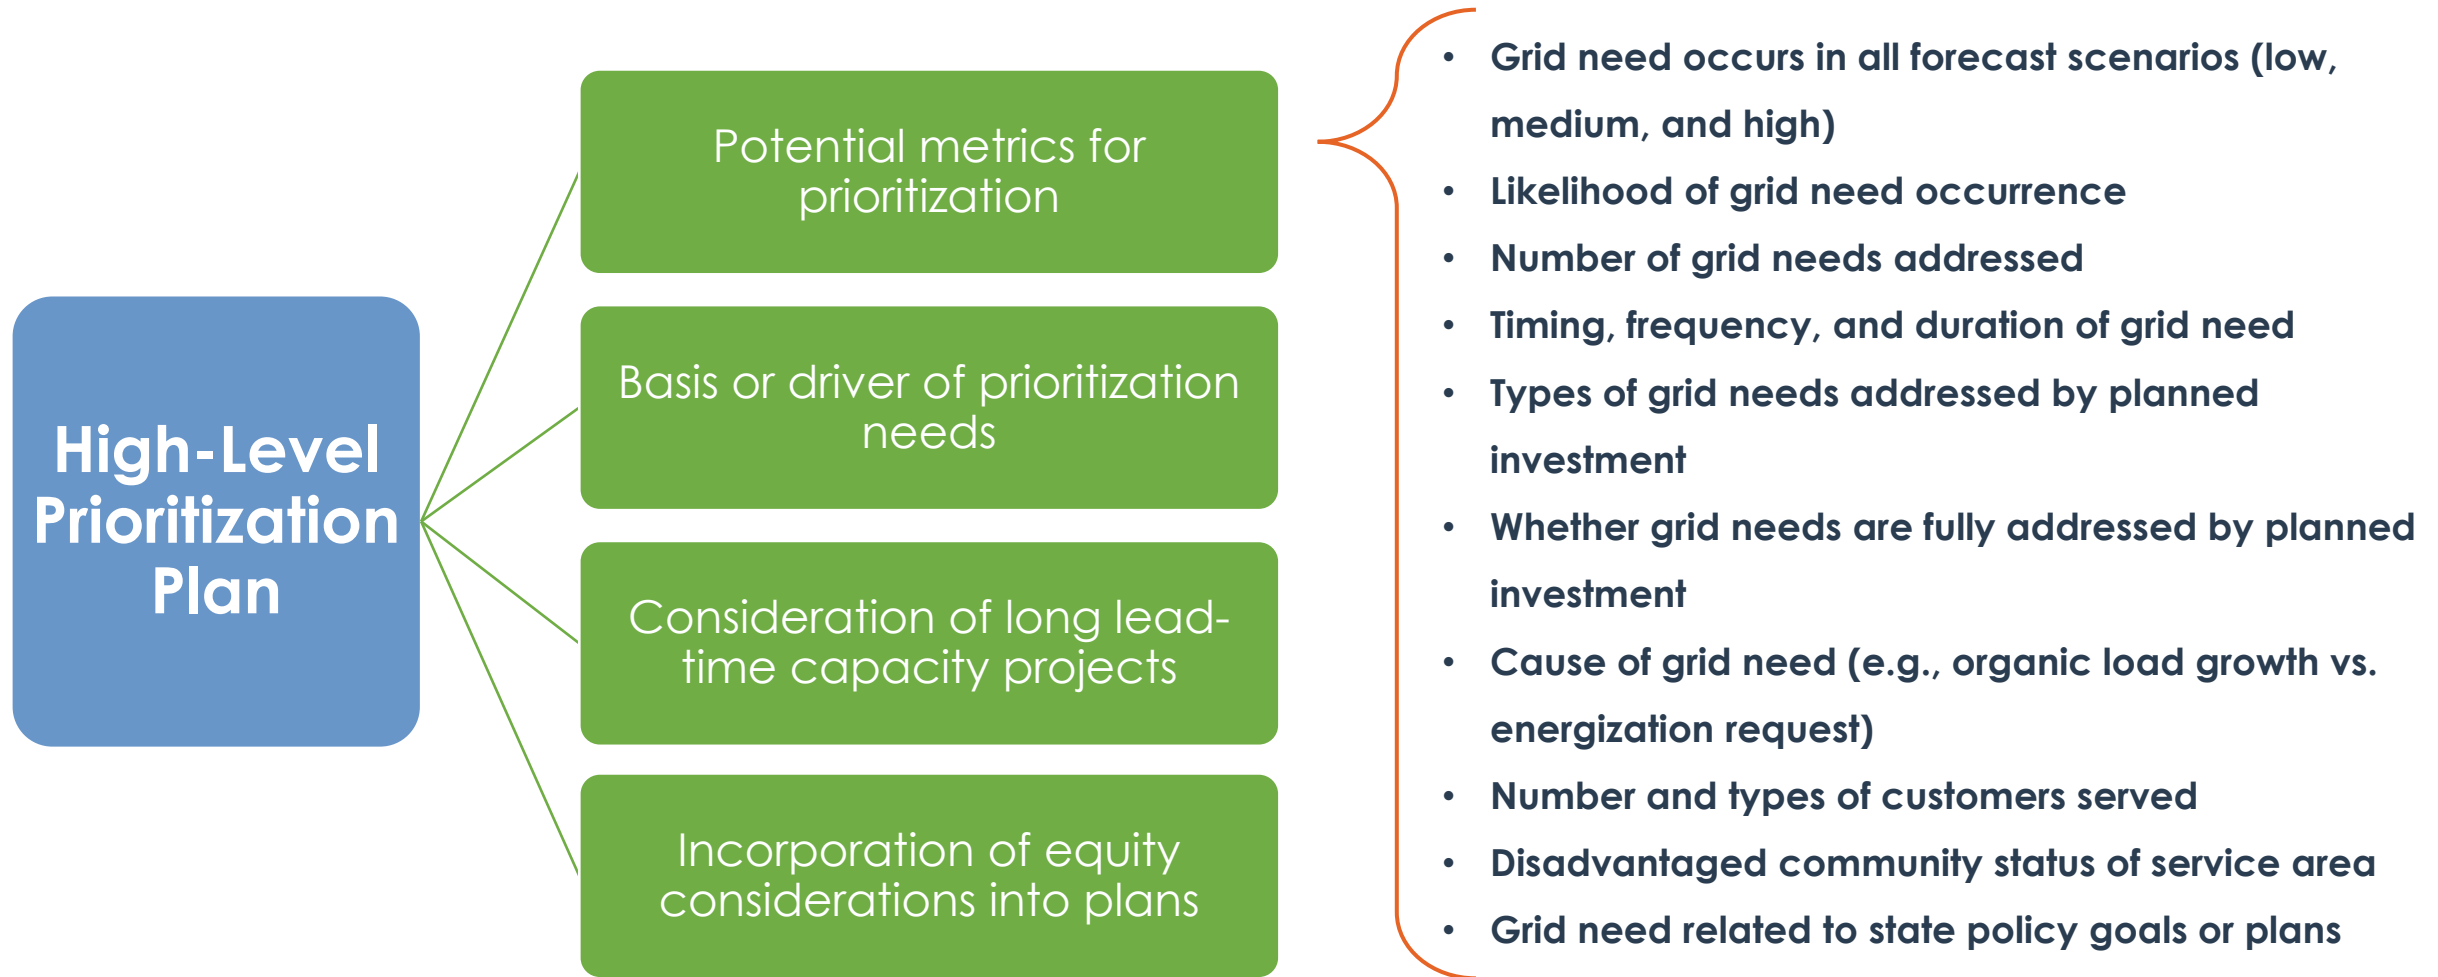 High-Level
Prioritization
Plan
Potential metrics for
prioritization
Basis or driver of prioritization
needs
Consideration of long lead-
time capacity projects
Incorporation of equity
considerations into plans
• Grid need occurs in all forecast scenarios (low,
medium, and high)
• Likelihood of grid need occurrence
• Number of grid needs addressed
• Timing, frequency, and duration of grid need
• Types of grid needs addressed by planned
investment
• Whether grid needs are fully addressed by planned
investment
• Cause of grid need (e.g., organic load growth vs.
energization request)
• Number and types of customers served
• Disadvantaged community status of service area
• Grid need related to state policy goals or plans